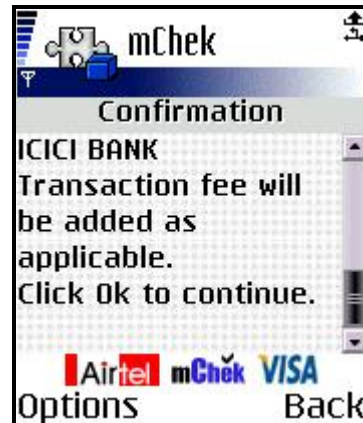 mChek
Confirmation
ICICI BANK
Transaction fee will
be added as
applicable.
Click Ok to continue.
Airtel mChek VISA
Options Back